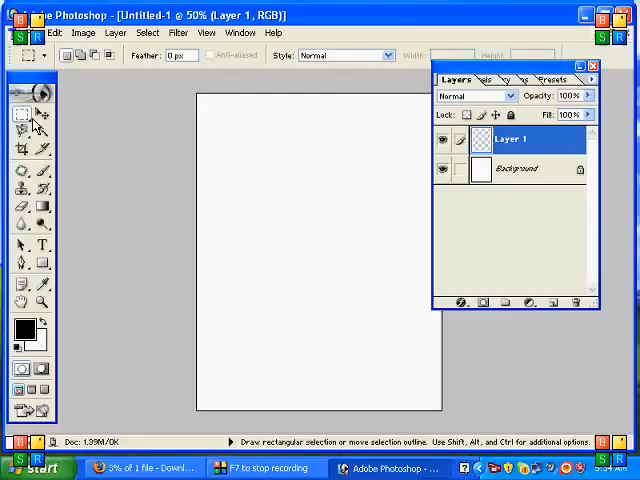 Adobe Photoshop - [Untitled-1 @ 50% (Layer 1, RGB)]
Edit Image Layer Select Filter View Window Help
Feather: 0 px Anti-aliased Style: Normal Width: Height:
Layers Presets
Normal Opacity: 100%
Lock: Fill: 100%
Layer 1
Background
T
Doc: 1.39M/0K Draw rectangular selection or move selection outline. Use Shift, Alt, and Ctrl for additional options.
start 3% of 1 file - Downl... F7 to stop recording Adobe Photoshop - ...
B
S R
B
S R
B
S R
B
S R